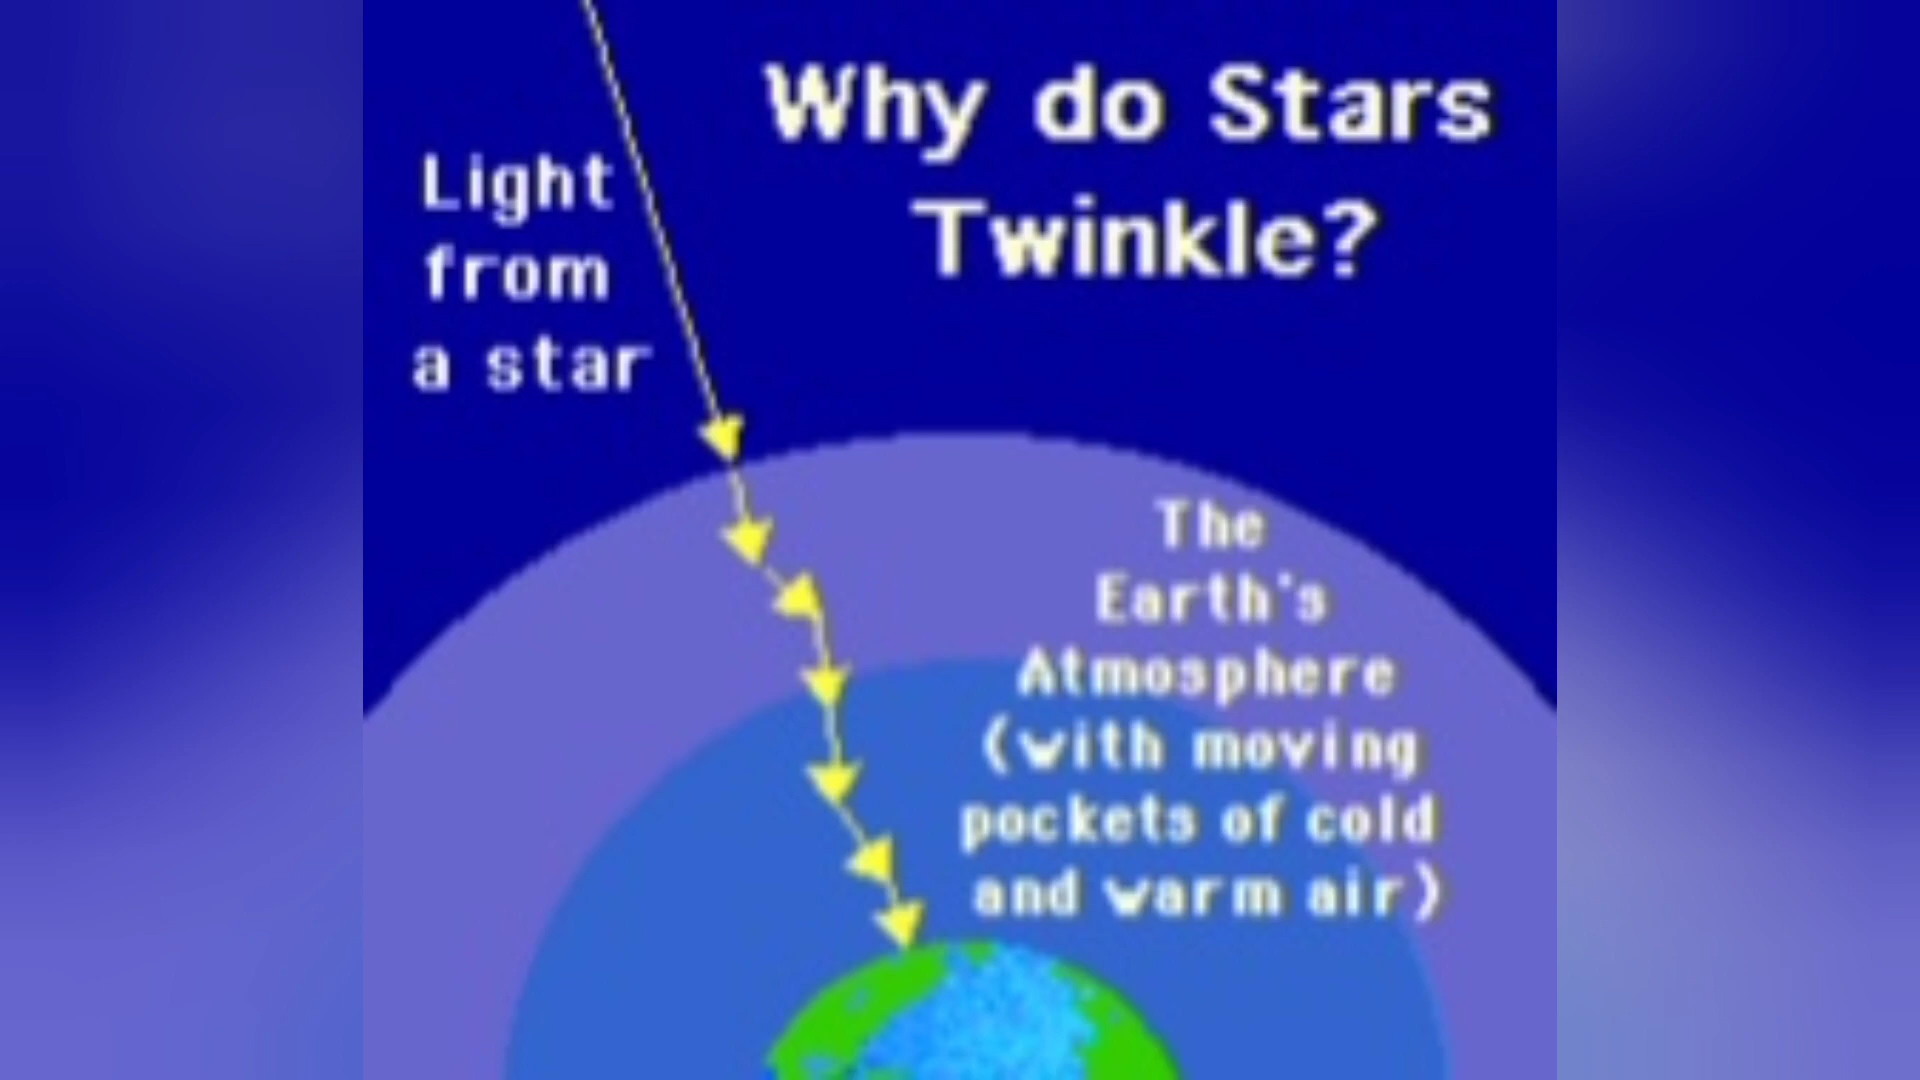 Why do Stars
Twinkle?
Light
from
a star
The
Earth's
Atmosphere
(with moving
pockets of cold
and warm air)